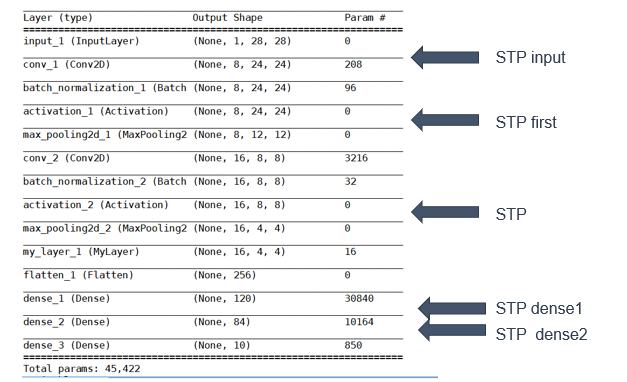 Layer (type) Output Shape Param #
input_1 (InputLayer) (None, 1, 28, 28) 0
conv_1 (Conv2D) (None, 8, 24, 24) 208
STP input
batch_normalization_1 (Batch (None, 8, 24, 24) 96
activation_1 (Activation) (None, 8, 24, 24) 0
STP first
max_pooling2d_1 (MaxPooling2 (None, 8, 12, 12) 0
conv_2 (Conv2D) (None, 16, 8, 8) 3216
batch_normalization_2 (Batch (None, 16, 8, 8) 32
activation_2 (Activation) (None, 16, 8, 8) 0
STP
max_pooling2d_2 (MaxPooling2 (None, 16, 4, 4) 0
my_layer_1 (MyLayer) (None, 16, 4, 4) 16
flatten_1 (Flatten) (None, 256) 0
dense_1 (Dense) (None, 120) 30840
STP dense1
dense_2 (Dense) (None, 84) 10164
STP dense2
dense_3 (Dense) (None, 10) 850
Total params: 45,422